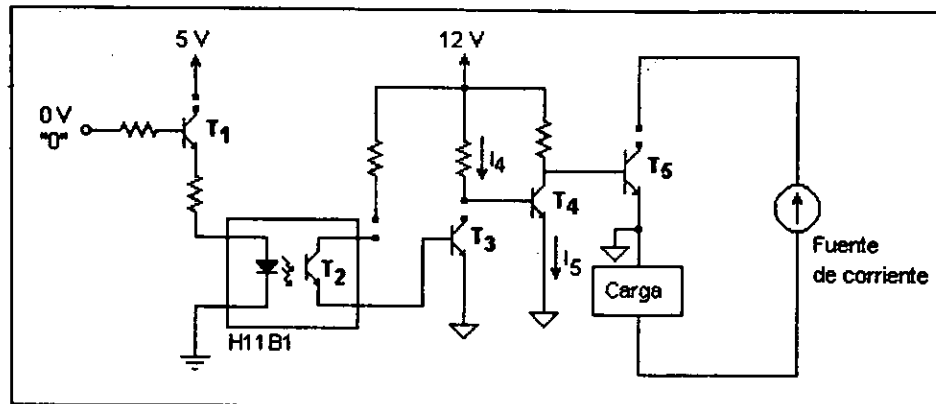 5 V
12 V
0 V
"0"
T1
I4
T5
T4
T3
I5
T2
Fuente
de corriente
Carga
H11B1